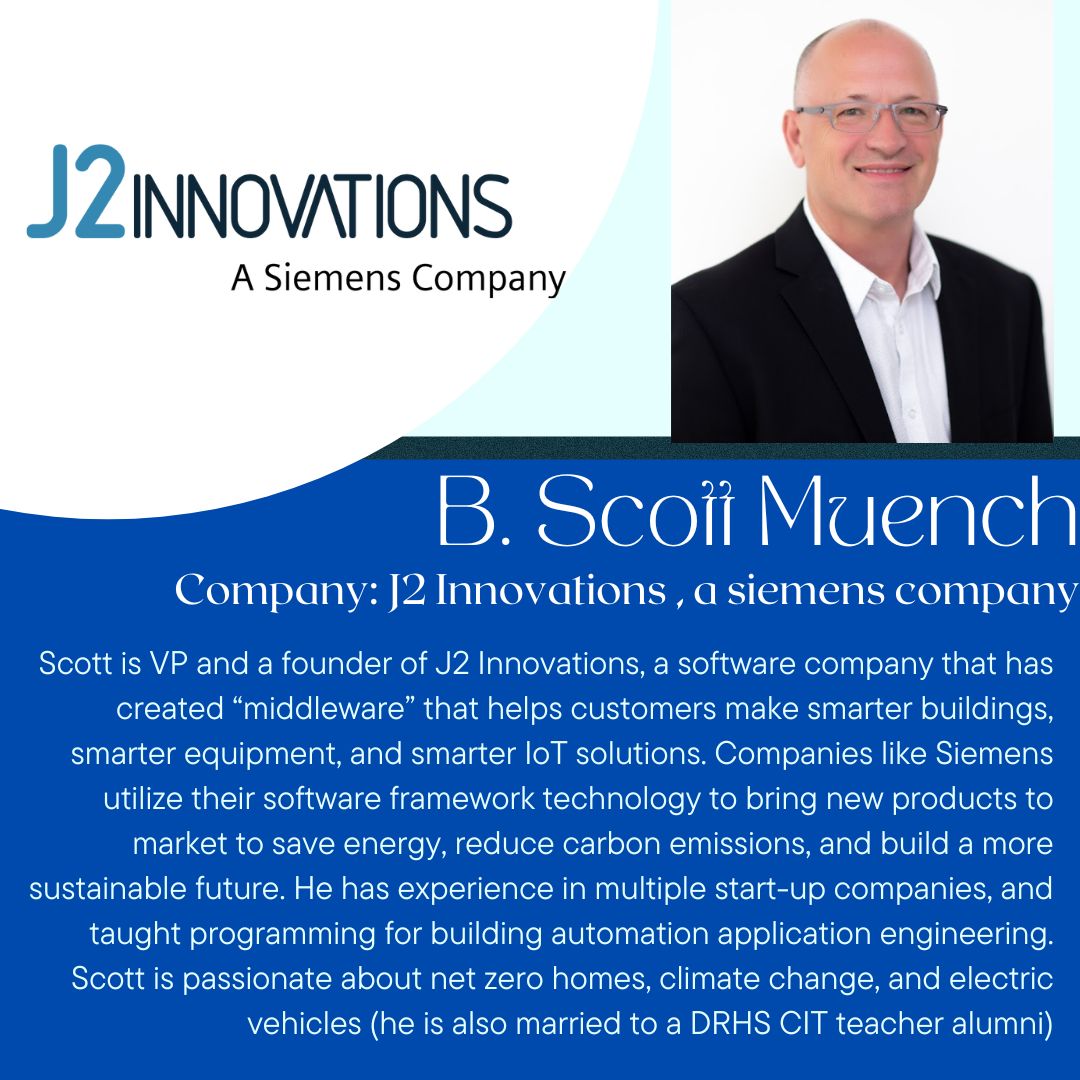 J2INNOVATIONS
A Siemens Company
B. Scott Muench
Company: J2 Innovations , a siemens company
Scott is VP and a founder of J2 Innovations, a software company that has
created “middleware” that helps customers make smarter buildings,
smarter equipment, and smarter IoT solutions. Companies like Siemens
utilize their software framework technology to bring new products to
market to save energy, reduce carbon emissions, and build a more
sustainable future. He has experience in multiple start-up companies, and
taught programming for building automation application engineering.
Scott is passionate about net zero homes, climate change, and electric
vehicles (he is also married to a DRHS CIT teacher alumni)